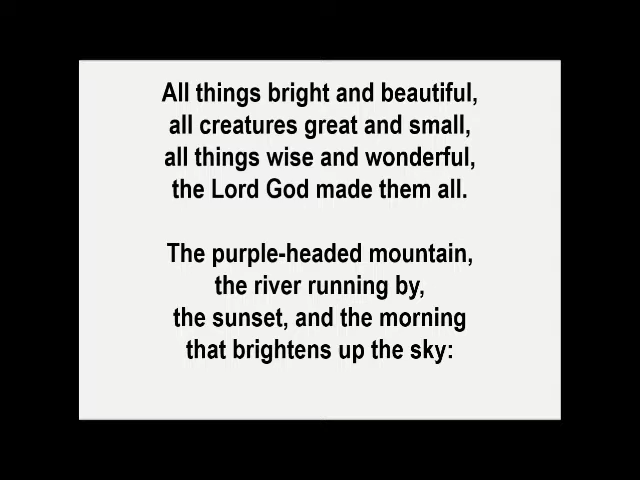 All things bright and beautiful,
all creatures great and small,
all things wise and wonderful,
the Lord God made them all.
The purple-headed mountain,
the river running by,
the sunset, and the morning
that brightens up the sky: